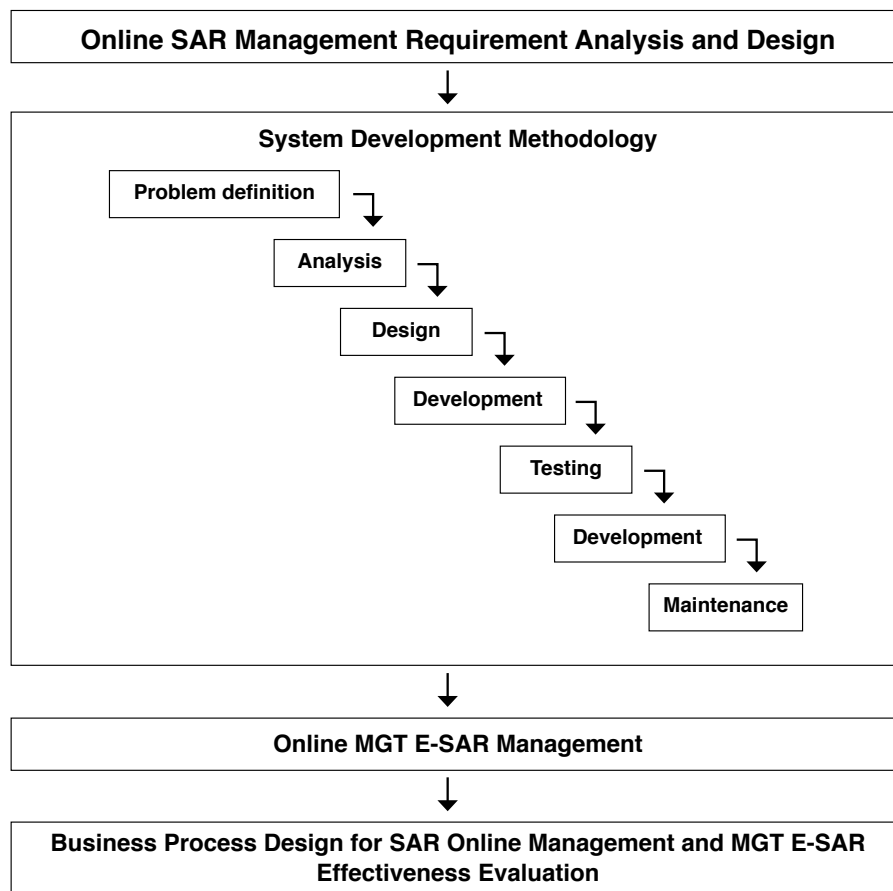 Online SAR Management Requirement Analysis and Design
System Development Methodology
Problem definition
Analysis
Design
Development
Testing
Development
Maintenance
Online MGT E-SAR Management
Business Process Design for SAR Online Management and MGT E-SAR
Effectiveness Evaluation